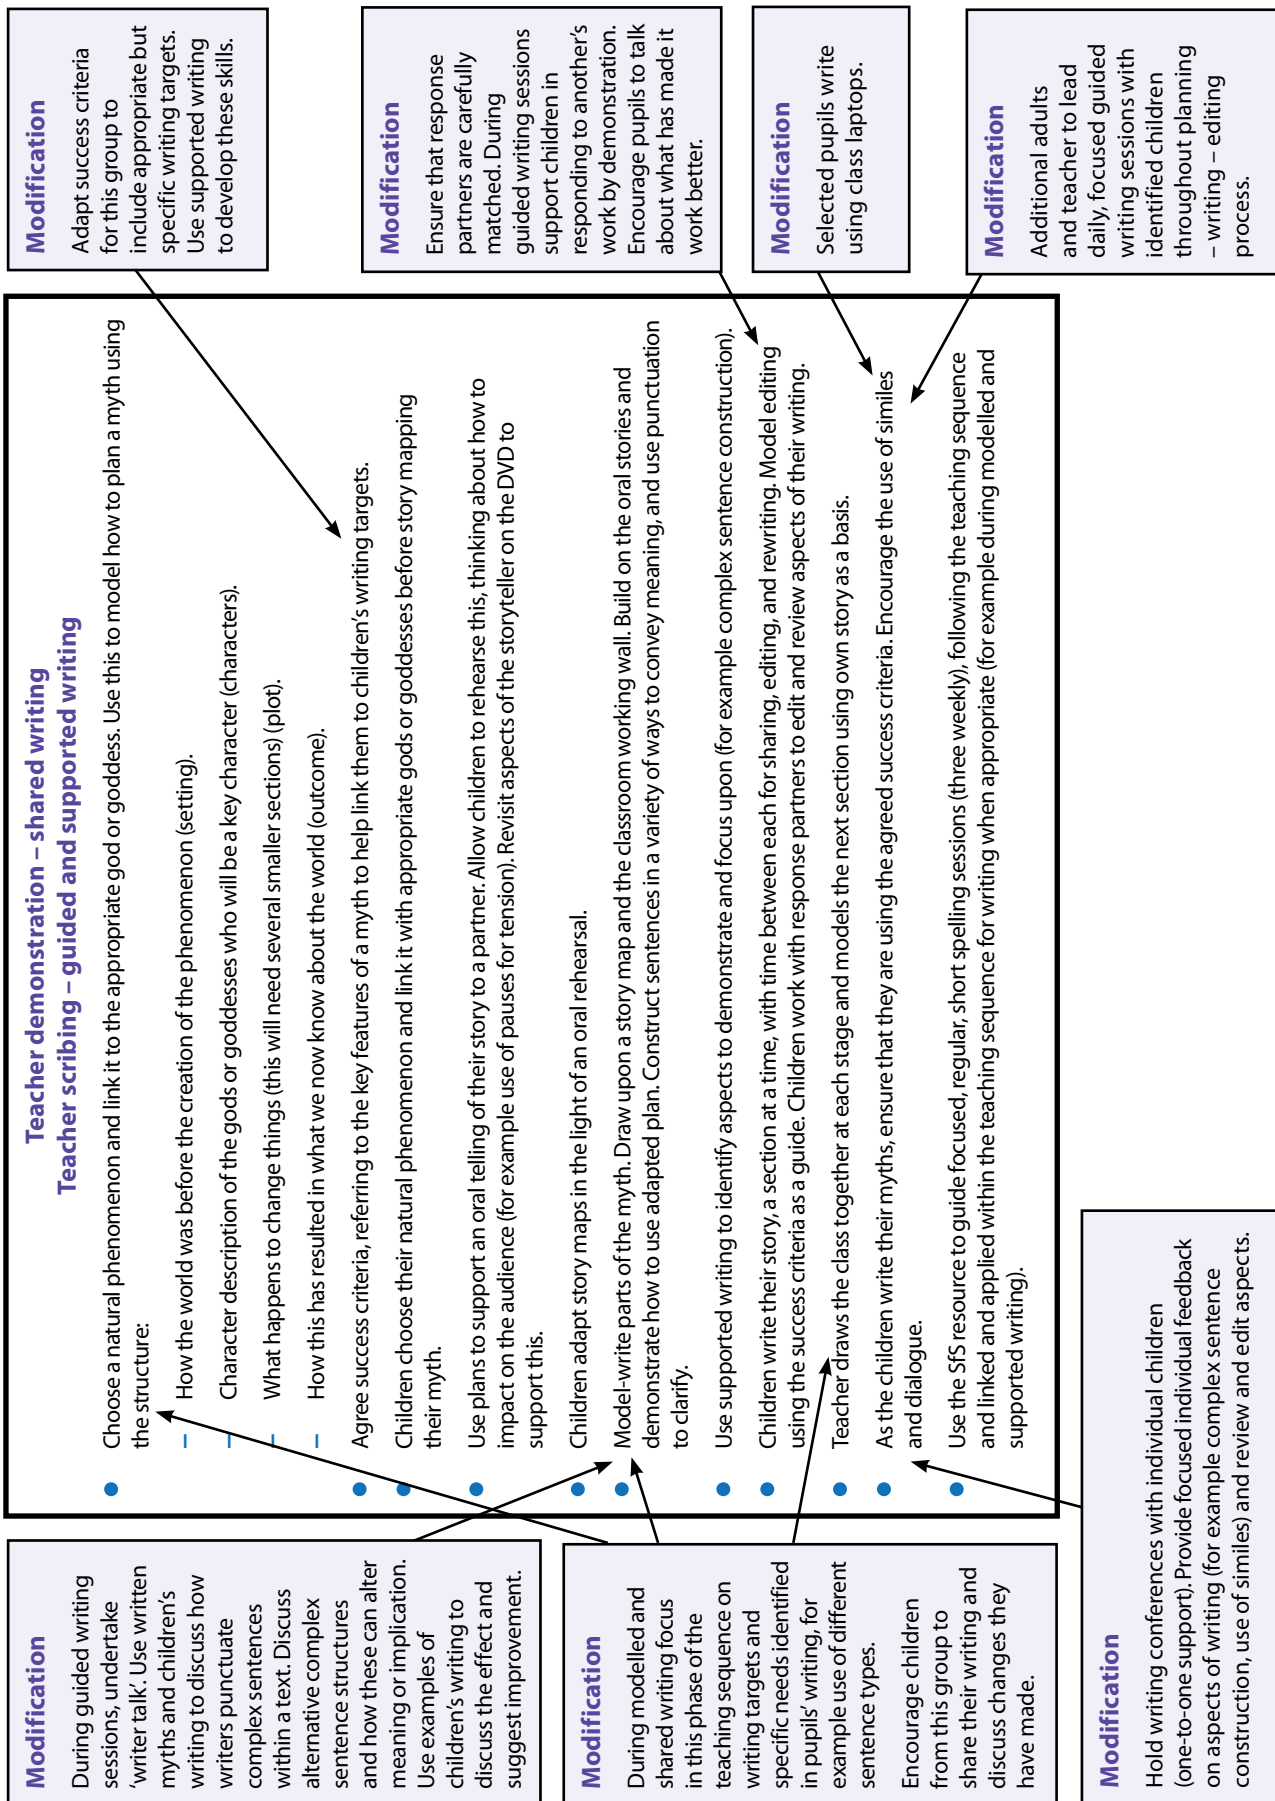 Teacher demonstration – shared writing
Teacher scribing – guided and supported writing
Choose a natural phenomenon and link it to the appropriate god or goddess. Use this to model how to plan a myth using
the structure:
– How the world was before the creation of the phenomenon (setting).
– Character description of the gods or goddesses who will be a key character (characters).
– What happens to change things (this will need several smaller sections) (plot).
– How this has resulted in what we now know about the world (outcome).
● Agree success criteria, referring to the key features of a myth to help link them to children's writing targets.
● Children choose their natural phenomenon and link it with appropriate gods or goddesses before story mapping
their myth.
● Use plans to support an oral telling of their story to a partner. Allow children to rehearse this, thinking about how to
impact on the audience (for example use of pauses for tension). Revisit aspects of the storyteller on the DVD to
support this.
● Children adapt story maps in the light of an oral rehearsal.
● Model-write parts of the myth. Draw upon a story map and the classroom working wall. Build on the oral stories and
demonstrate how to use adapted plan. Construct sentences in a variety of ways to convey meaning, and use punctuation
to clarify.
● Use supported writing to identify aspects to demonstrate and focus upon (for example complex sentence construction).
● Children write their story, a section at a time, with time between each for sharing, editing, and rewriting. Model editing
using the success criteria as a guide. Children work with response partners to edit and review aspects of their writing.
● Teacher draws the class together at each stage and models the next section using own story as a basis.
● As the children write their myths, ensure that they are using the agreed success criteria. Encourage the use of similes
and dialogue.
● Use the SfS resource to guide focused, regular, short spelling sessions (three weekly), following the teaching sequence
and linked and applied within the teaching sequence for writing when appropriate (for example during modelled and
supported writing).
Modification
During guided writing
sessions, undertake
'writer talk'. Use written
myths and children's
writing to discuss how
writers punctuate
complex sentences
within a text. Discuss
alternative complex
sentence structures
and how these can alter
meaning or implication.
Use examples of
children's writing to
discuss the effect and
suggest improvement.
Modification
During modelled and
shared writing focus
in this phase of the
teaching sequence on
writing targets and
specific needs identified
in pupils' writing, for
example use of different
sentence types.
Encourage children
from this group to
share their writing and
discuss changes they
have made.
Modification
Hold writing conferences with individual children
(one-to-one support). Provide focused individual feedback
on aspects of writing (for example complex sentence
construction, use of similes) and review and edit aspects.
Modification
Adapt success criteria
for this group to
include appropriate but
specific writing targets.
Use supported writing
to develop these skills.
Modification
Ensure that response
partners are carefully
matched. During
guided writing sessions
support children in
responding to another's
work by demonstration.
Encourage pupils to talk
about what has made it
work better.
Modification
Selected pupils write
using class laptops.
Modification
Additional adults
and teacher to lead
daily, focused guided
writing sessions with
identified children
throughout planning
– writing – editing
process.